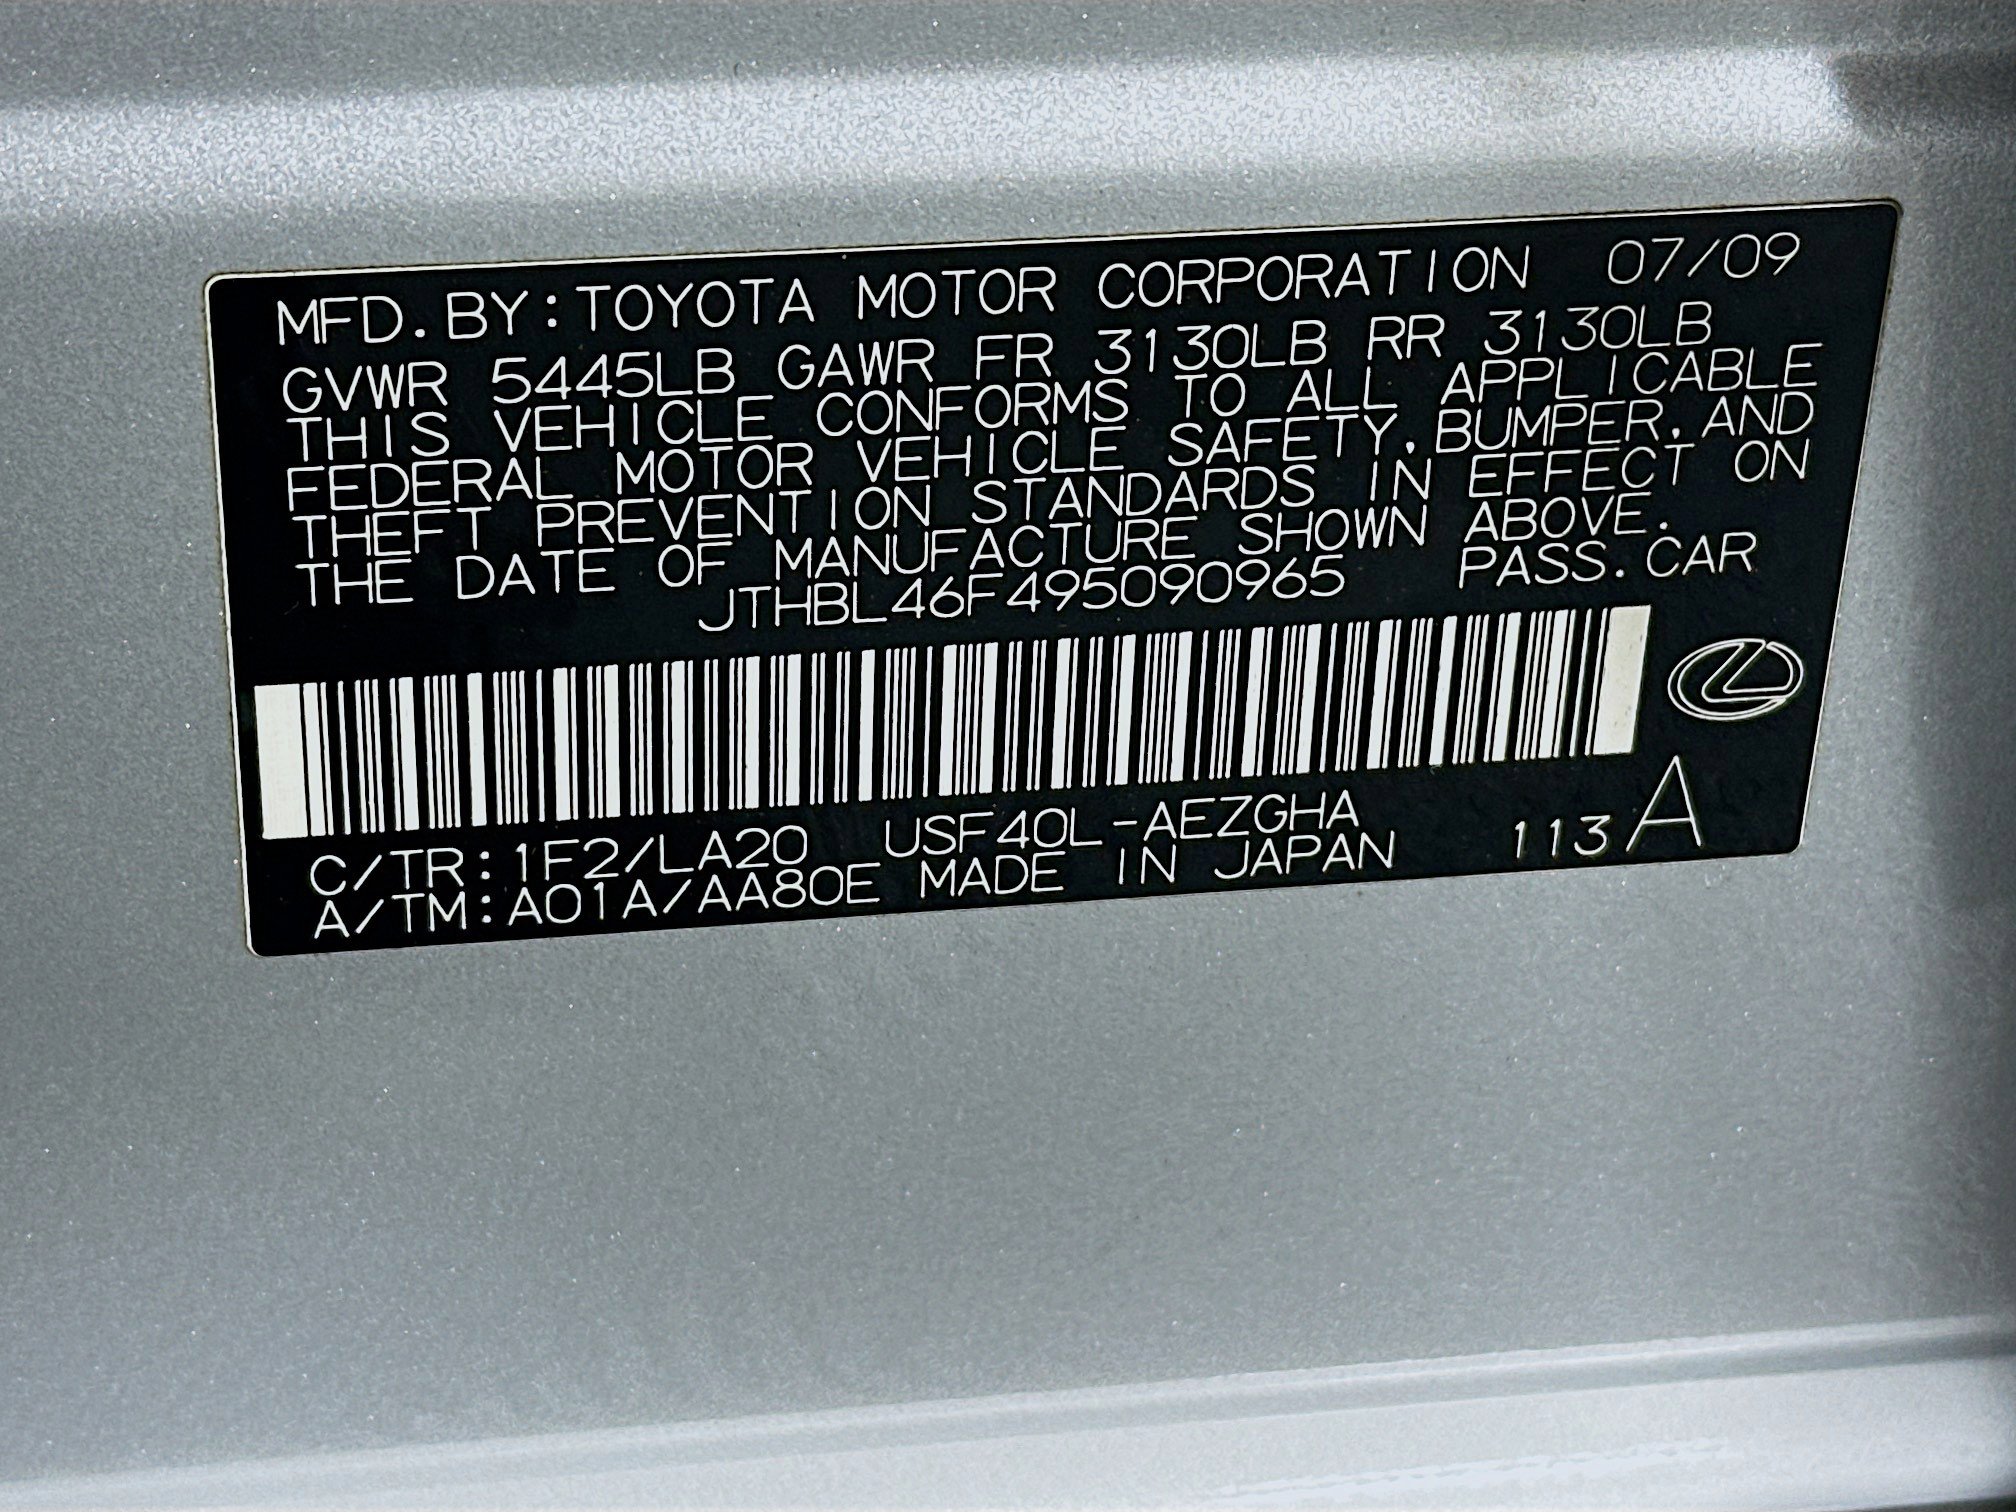 MFD. BY: TOYOTA MOTOR CORPORATION 07/09
GVWR 5445LB GAWR FR 3130LB RR 3130LB
THIS VEHICLE CONFORMS TO ALL APPLICABLE
FEDERAL MOTOR VEHICLE SAFETY, BUMPER, AND
THEFT PREVENTION STANDARDS IN EFFECT ON
THE DATE OF MANUFACTURE SHOWN ABOVE.
JTHBL46F495090965 PASS. CAR
C/TR: 1F2/LA20 USF40L-AEZGHA
A/TM: A01A/AA80E MADE IN JAPAN 113 A